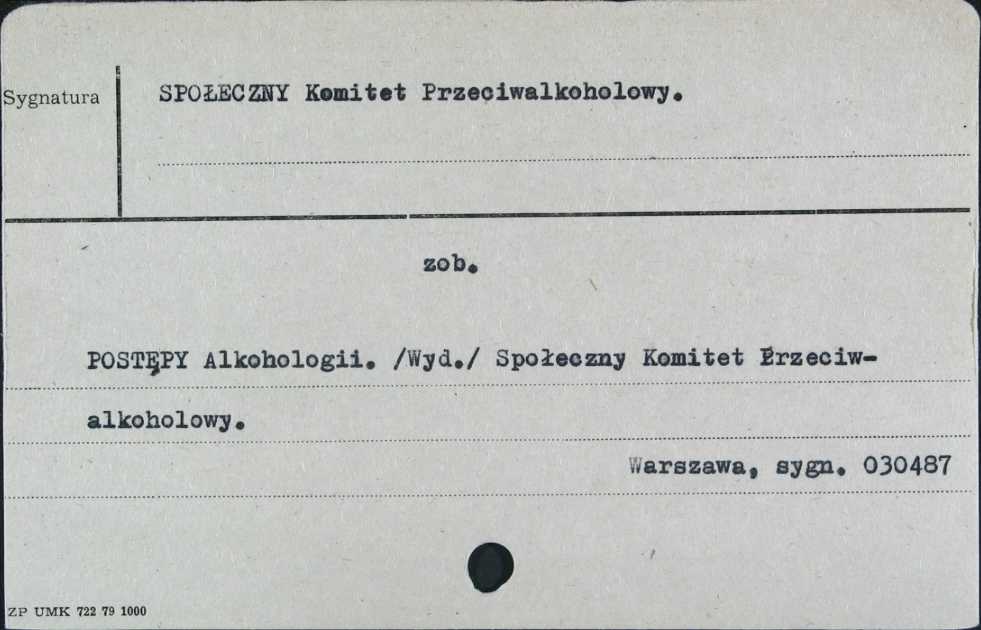 Sygnatura
SPOŁECZNY Komitet Przeciwalkoholowy.
zob.
POSTĘPY Alkohologii. /Wyd./ Społeczny Komitet Przeciw-
alkoholowy.
Warszawa, sygn. 030487
ZP UMK 722 79 1000